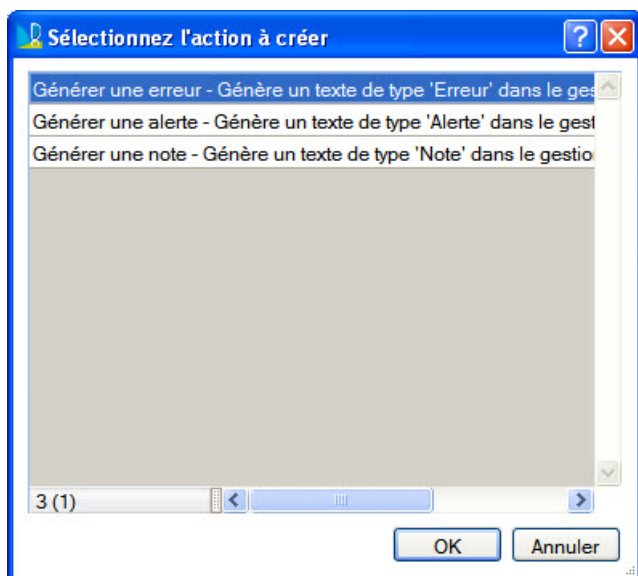 Sélectionnez l'action à créer
Générer une erreur - Génère un texte de type 'Erreur' dans le ges
Générer une alerte - Génère un texte de type 'Alerte' dans le gest
Générer une note - Génère un texte de type 'Note' dans le gestio
3 (1)
OK
Annuler